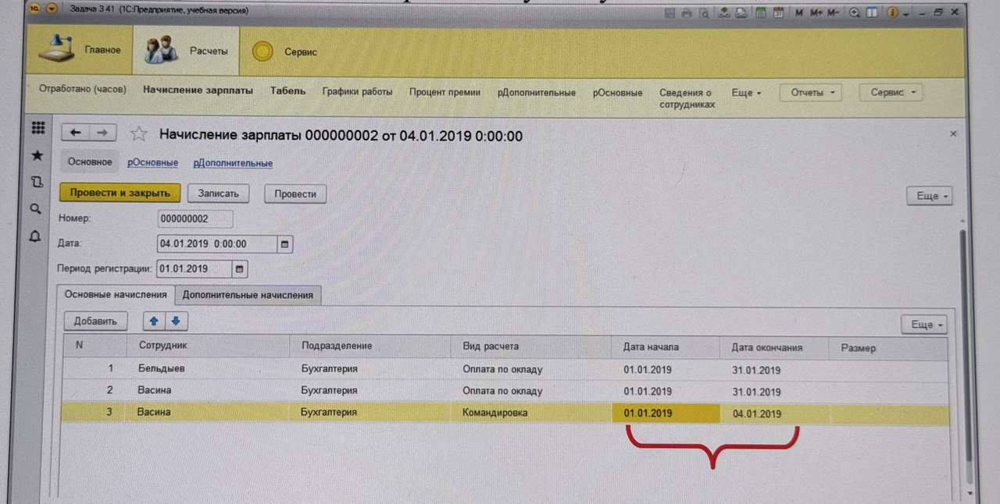 Задача 3 41 (1С:Предприятие, учебная версия)
M M+ M-
Главное Расчеты Сервис
Отработано (часов) Начисление зарплаты Табель Графики работы Процент премии рДополнительные рОсновные Сведения о сотрудниках Еще Отчеты Сервис
Начисление зарплаты 000000002 от 04.01.2019 0:00:00
Основное рОсновные рДополнительные
Провести и закрыть Записать Провести Еще
Номер: 000000002
Дата: 04.01.2019 0:00:00
Период регистрации: 01.01.2019
Основные начисления Дополнительные начисления
Добавить Еще
N Сотрудник Подразделение Вид расчета Дата начала Дата окончания Размер
1 Бельдыев Бухгалтерия Оплата по окладу 01.01.2019 31.01.2019
2 Васина Бухгалтерия Оплата по окладу 01.01.2019 31.01.2019
3 Васина Бухгалтерия Командировка 01.01.2019 04.01.2019